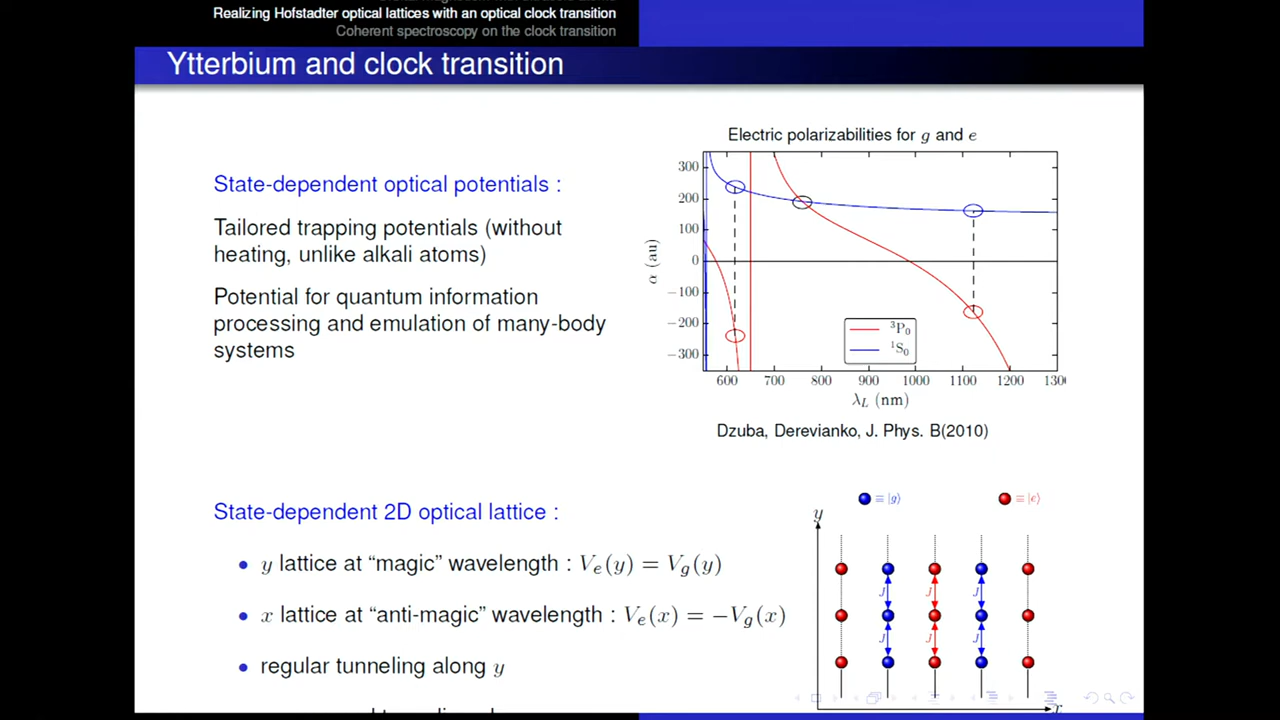 Realizing Hofstadter optical lattices with an optical clock transition
Coherent spectroscopy on the clock transition
Ytterbium and clock transition
State-dependent optical potentials :
Tailored trapping potentials (without
heating, unlike alkali atoms)
Potential for quantum information
processing and emulation of many-body
systems
Electric polarizabilities for g and e
300
200
100
0
−100
−200
−300
α (au)
³P₀
¹S₀
600 700 800 900 1000 1100 1200 130
λ_L (nm)
Dzuba, Derevianko, J. Phys. B(2010)
State-dependent 2D optical lattice :
• y lattice at “magic” wavelength : V_e(y) = V_g(y)
• x lattice at “anti-magic” wavelength : V_e(x) = −V_g(x)
• regular tunneling along y
≡|g⟩ ≡|e⟩
y
J J J
J J J
x